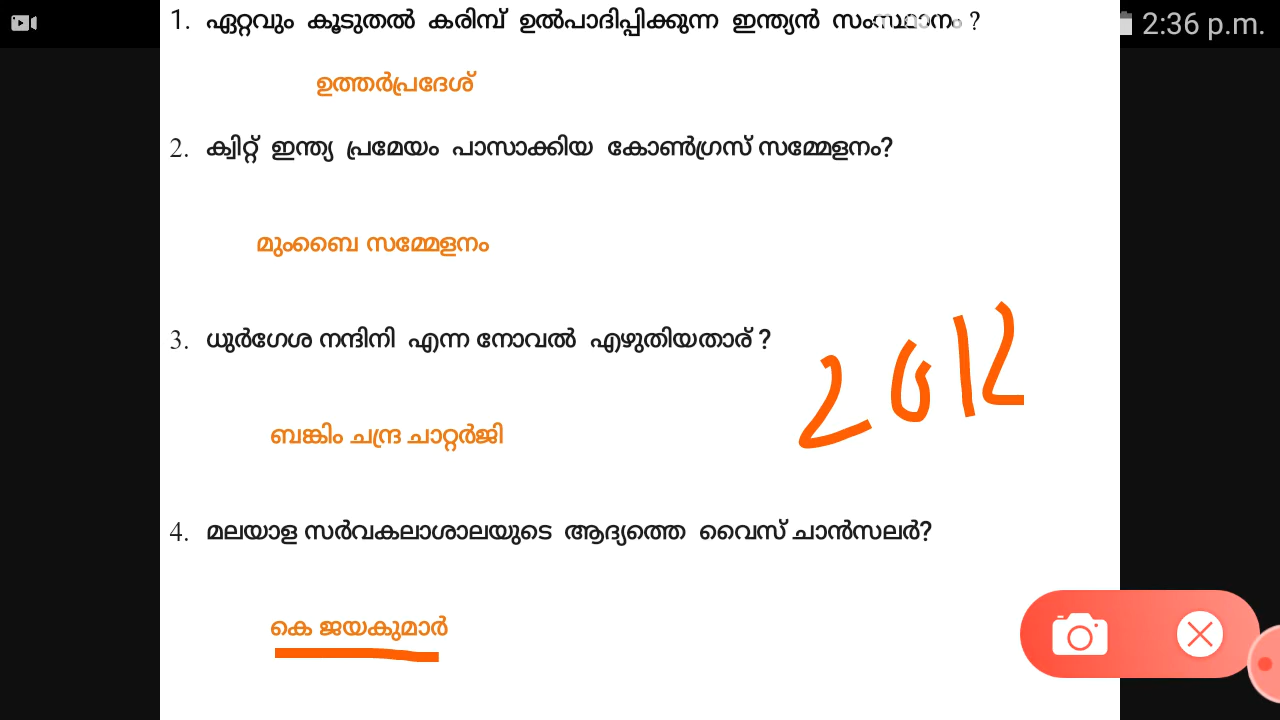 2:36 p.m.
1. ഏറ്റവും കൂടുതൽ കരിമ്പ് ഉൽപാദിപ്പിക്കുന്ന ഇന്ത്യൻ സംസ്ഥാനം ?
ഉത്തർപ്രദേശ്
2. ക്വിറ്റ് ഇന്ത്യ പ്രമേയം പാസാക്കിയ കോൺഗ്രസ് സമ്മേളനം?
മുംബൈ സമ്മേളനം
3. ധുർഗേശ നന്ദിനി എന്ന നോവൽ എഴുതിയതാര് ?
2012
ബങ്കിം ചന്ദ്ര ചാറ്റർജി
4. മലയാള സർവകലാശാലയുടെ ആദ്യത്തെ വൈസ് ചാൻസലർ?
കെ ജയകുമാർ